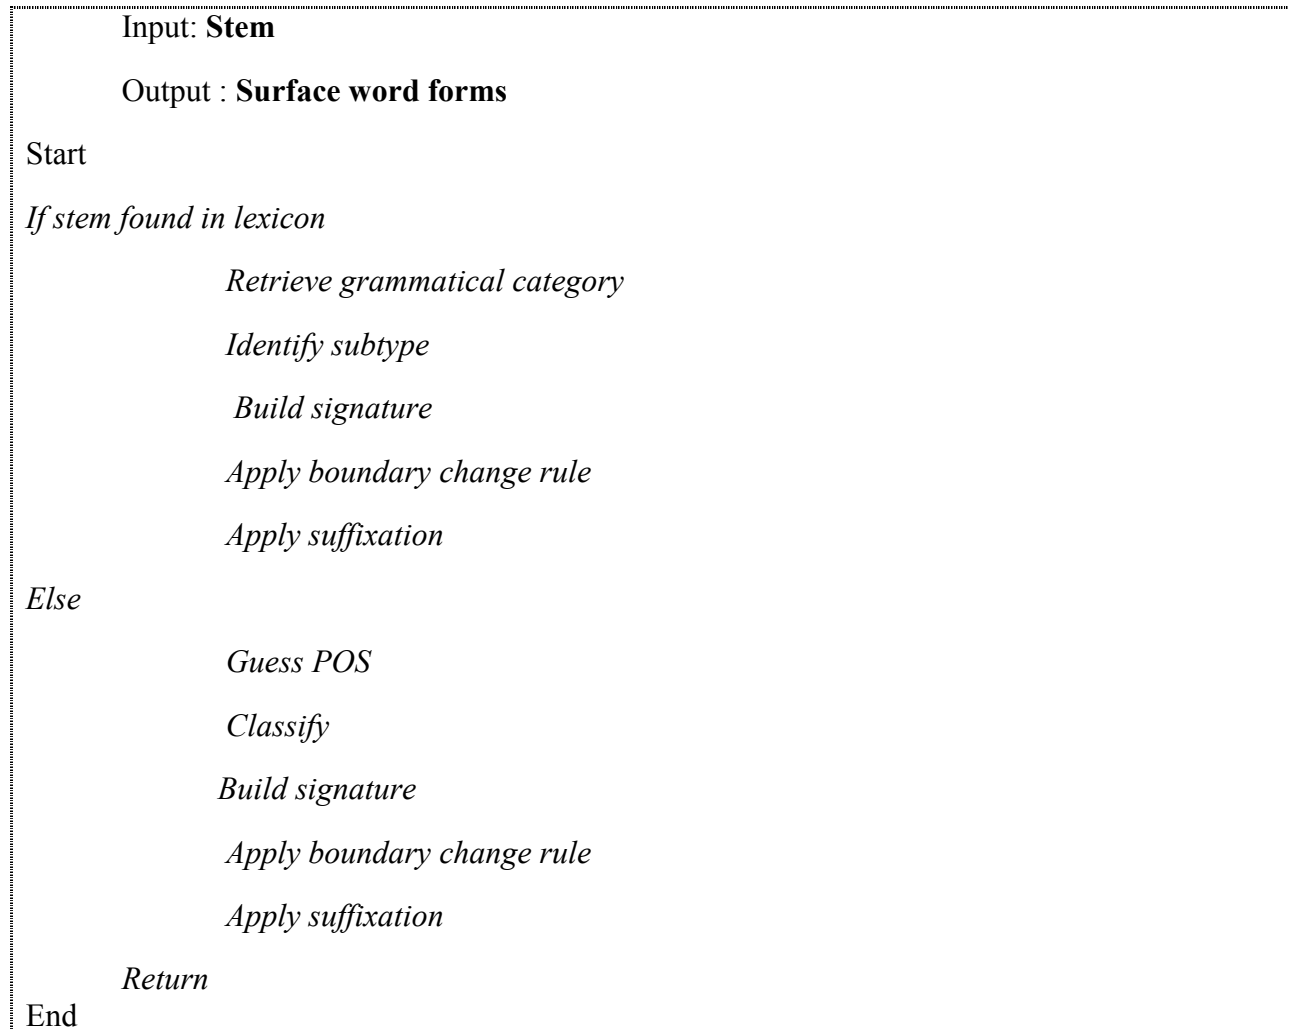 Input: Stem
Output : Surface word forms
Start
If stem found in lexicon
Retrieve grammatical category
Identify subtype
Build signature
Apply boundary change rule
Apply suffixation
Else
Guess POS
Classify
Build signature
Apply boundary change rule
Apply suffixation
Return
End